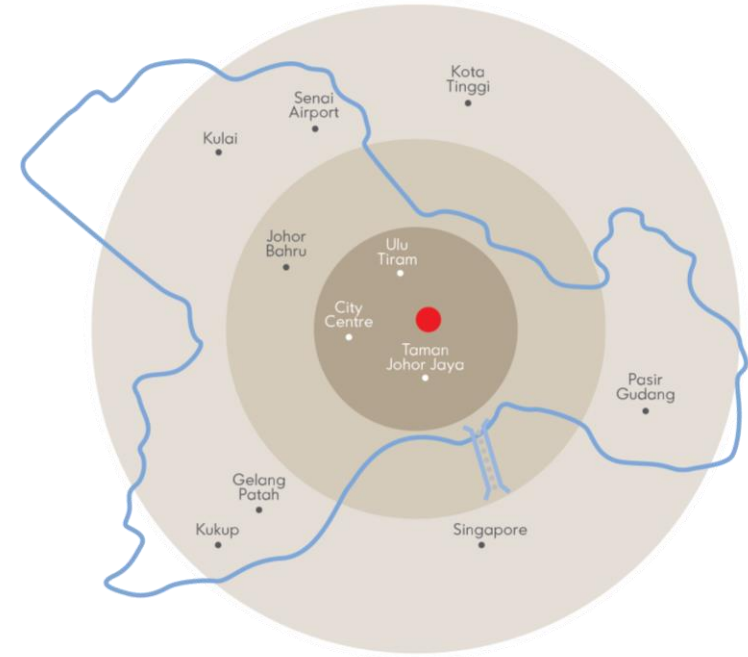 Kota
Tinggi
Senai
Airport
Kulai
Johor
Bahru
Ulu
Tiram
City
Centre
Taman
Johor Jaya
Pasir
Gudang
Gelang
Patah
Kukup
Singapore